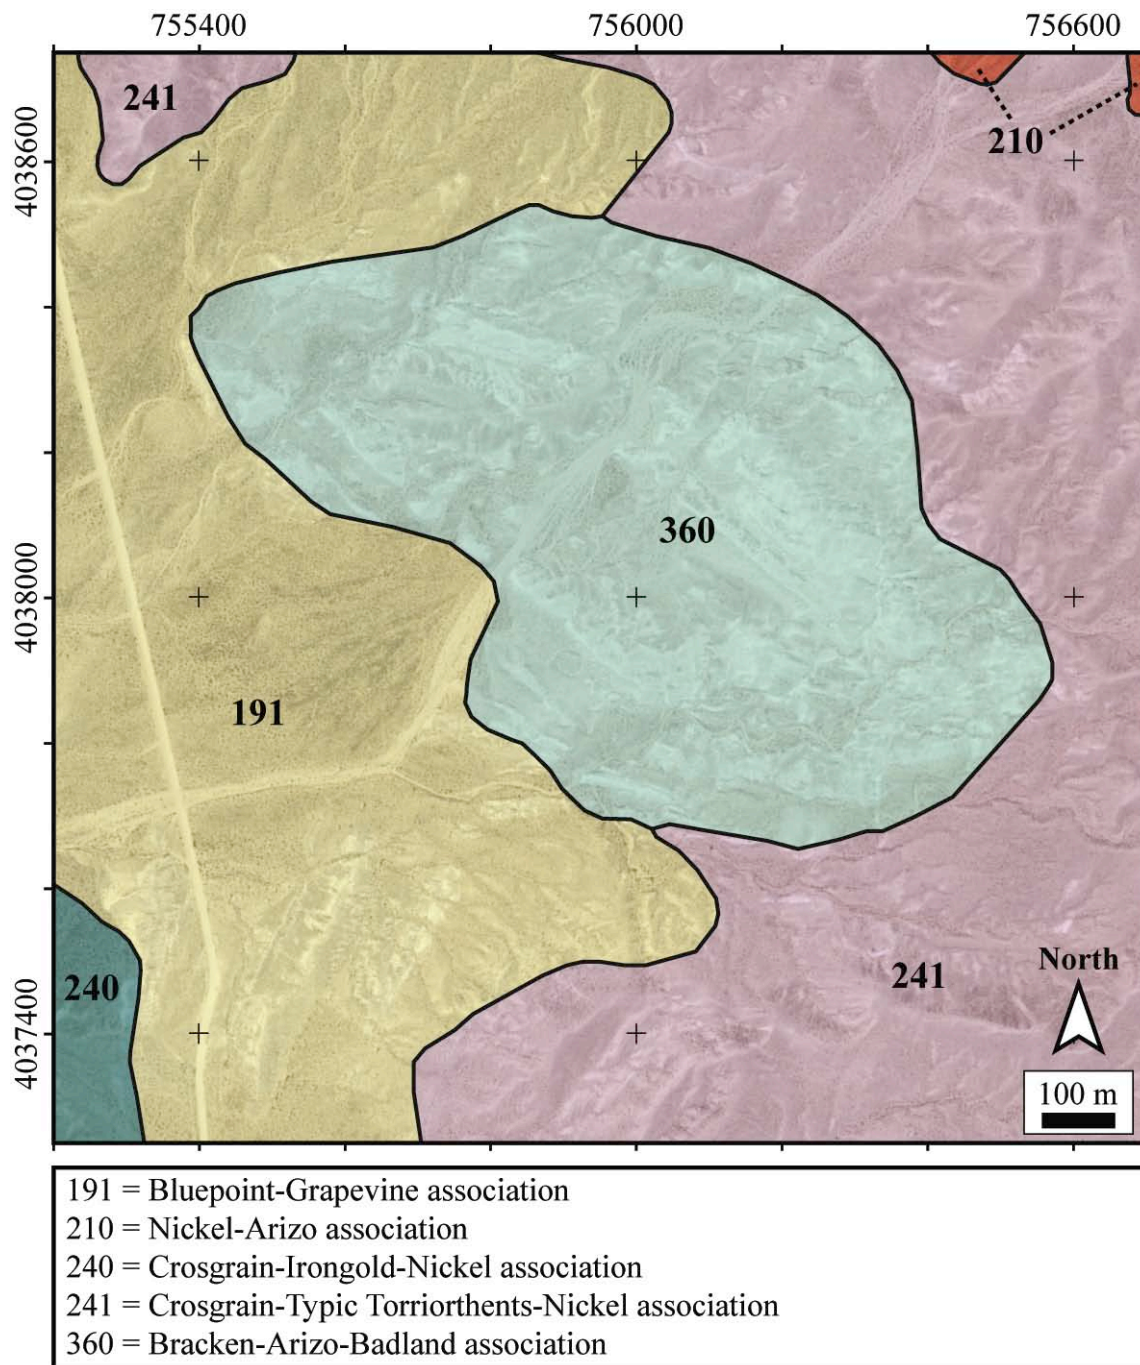 755400 756000 756600
241
210
4038600
360
4038000
191
240
241
North
4037400
100 m
191 = Bluepoint-Grapevine association
210 = Nickel-Arizo association
240 = Crosgrain-Irongold-Nickel association
241 = Crosgrain-Typic Torriorthents-Nickel association
360 = Bracken-Arizo-Badland association